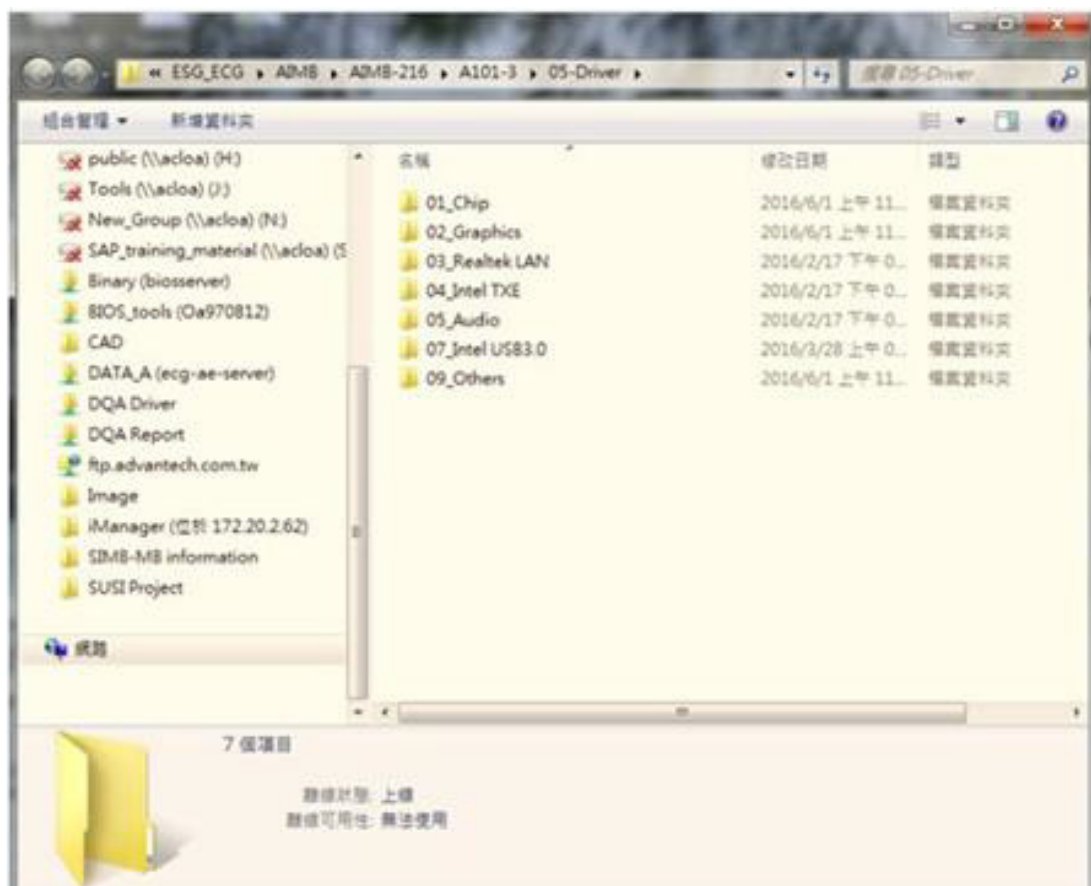 « ESG_ECG ▸ AIMB ▸ AIMB-216 ▸ A101-3 ▸ 05-Driver ▸
搜尋 05-Driver
組合管理 ▼ 新增資料夾
public (\\acloa) (H:)
Tools (\\acloa) (J:)
New_Group (\\acloa) (N:)
SAP_training_material (\\acloa) (S
Binary (biosserver)
BIOS_tools (Oa970812)
CAD
DATA_A (ecg-ae-server)
DQA Driver
DQA Report
ftp.advantech.com.tw
Image
iManager (位於 172.20.2.62)
SIMB-MB information
SUSI Project
網路
名稱 修改日期 類型
01_Chip 2016/6/1 上午 11... 檔案資料夾
02_Graphics 2016/6/1 上午 11... 檔案資料夾
03_Realtek LAN 2016/2/17 下午 0... 檔案資料夾
04_Intel TXE 2016/2/17 下午 0... 檔案資料夾
05_Audio 2016/2/17 下午 0... 檔案資料夾
07_Intel USB3.0 2016/3/28 上午 0... 檔案資料夾
09_Others 2016/6/1 上午 11... 檔案資料夾
7 個項目
離線狀態: 上線
離線可用性: 無法使用